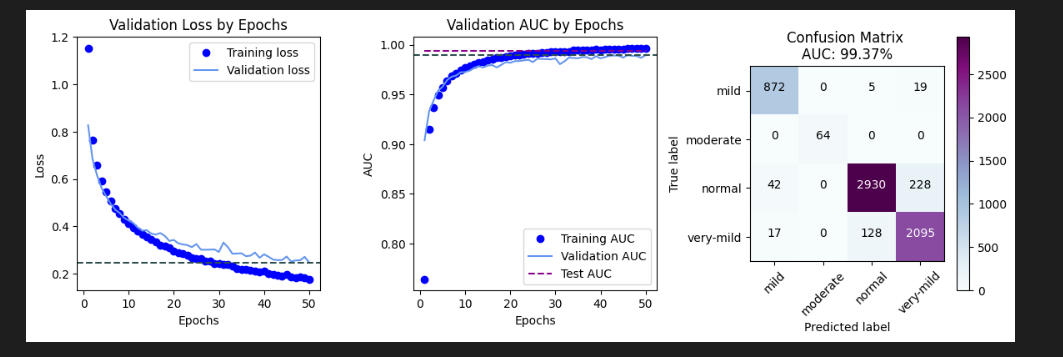 Validation Loss by Epochs
1.2
1.0
0.8
0.6
0.4
0.2
Loss
0 10 20 30 40 50
Epochs
Training loss
Validation loss
Validation AUC by Epochs
1.00
0.95
0.90
0.85
0.80
AUC
0 10 20 30 40 50
Epochs
Training AUC
Validation AUC
Test AUC
Confusion Matrix
AUC: 99.37%
True label
mild 872 0 5 19
moderate 0 64 0 0
normal 42 0 2930 228
very-mild 17 0 128 2095
mild moderate normal very-mild
Predicted label
2500
2000
1500
1000
500
0